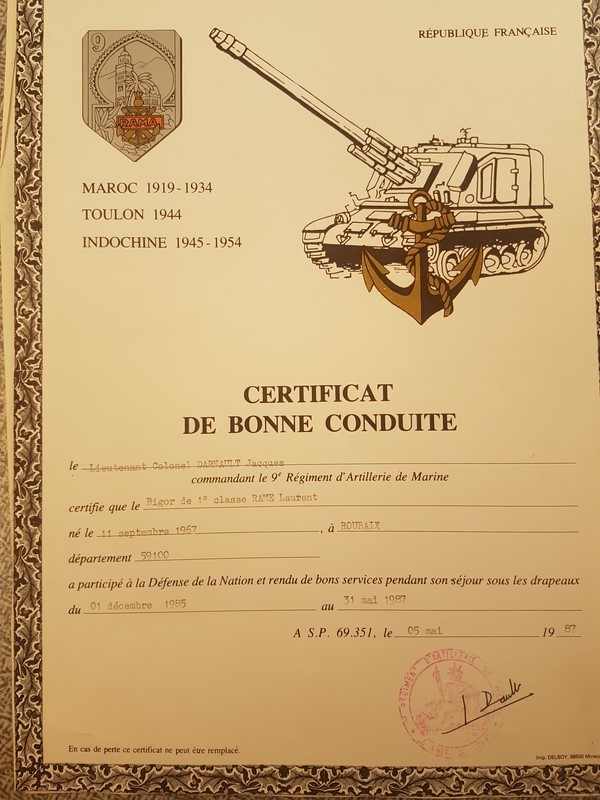 RÉPUBLIQUE FRANÇAISE
9
RAMA
MAROC 1919-1934
TOULON 1944
INDOCHINE 1945-1954
CERTIFICAT
DE BONNE CONDUITE
le Lieutenant Colonel DARNAULT Jacques
commandant le 9e Régiment d'Artillerie de Marine
certifie que le Bigor de 1° classe RAME Laurent
né le 11 septembre 1967, à ROUBAIX
département 59100
a participé à la Défense de la Nation et rendu de bons services pendant son séjour sous les drapeaux
du 01 décembre 1985 au 31 mai 1987
A S.P. 69.351, le 05 mai 1987
RÉGIMENT D'ARTILLERIE DE
En cas de perte ce certificat ne peut être remplacé.
Imp. DELBOY, 88500